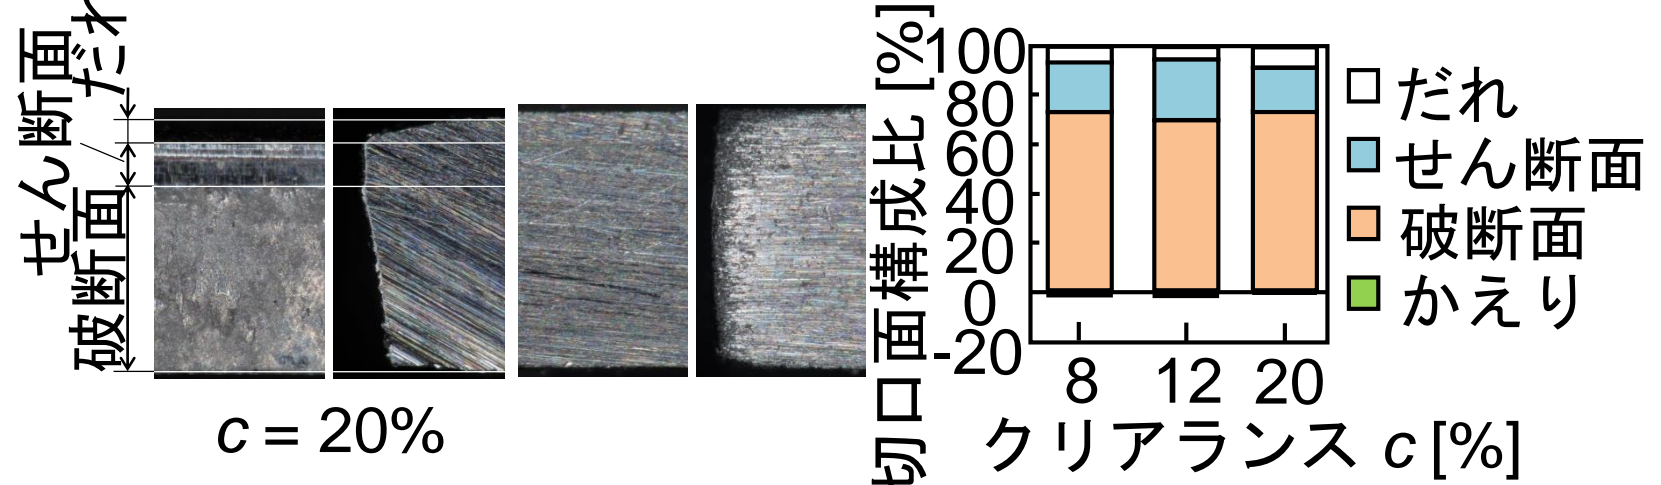 だれ
せん断面
破断面
c = 20%
切口面構成比 [%]
100
80
60
40
20
0
-20
8 12 20
クリアランス c [%]
だれ
せん断面
破断面
かえり